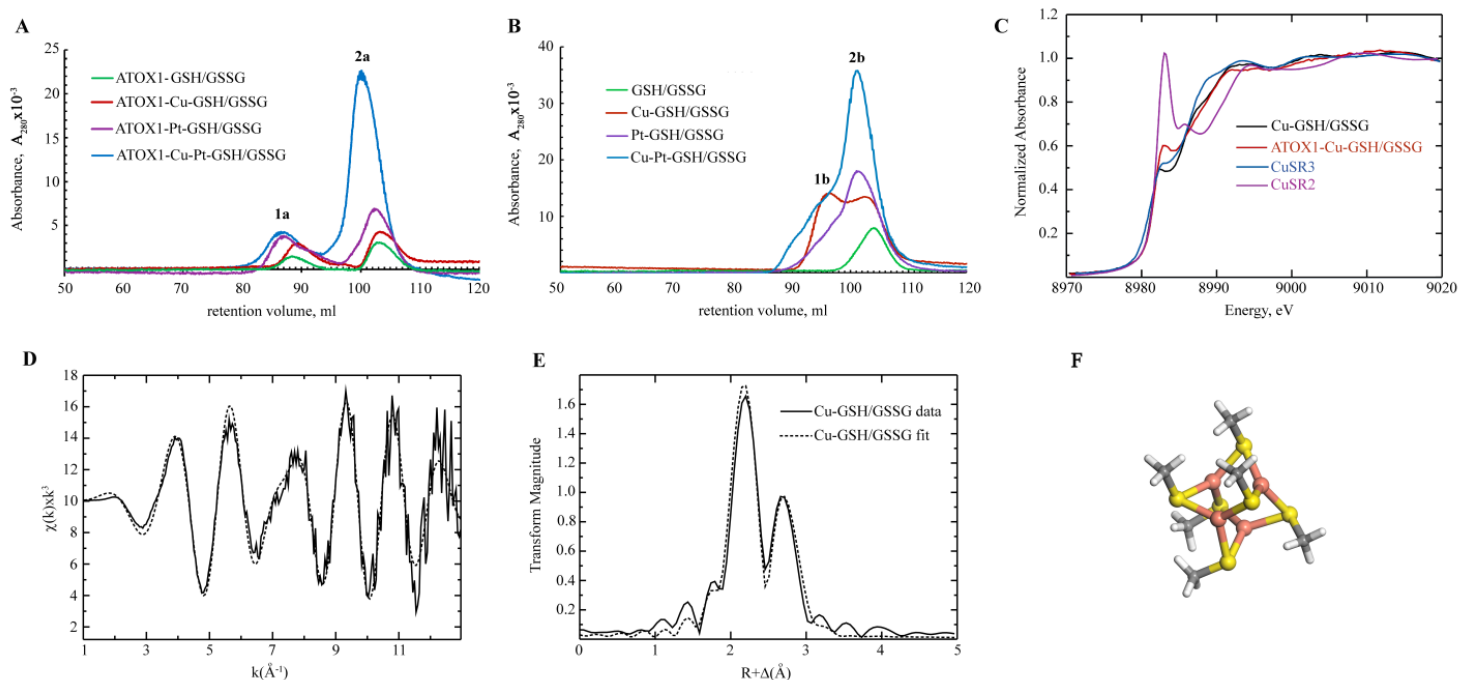 A
Absorbance, A280x10-3
25
20
15
10
5
ATOX1-GSH/GSSG
ATOX1-Cu-GSH/GSSG
ATOX1-Pt-GSH/GSSG
ATOX1-Cu-Pt-GSH/GSSG
1a
2a
50 60 70 80 90 100 110 120
retention volume, ml
B
Absorbance, A280x10-3
40
30
20
10
GSH/GSSG
Cu-GSH/GSSG
Pt-GSH/GSSG
Cu-Pt-GSH/GSSG
1b
2b
50 60 70 80 90 100 110 120
retention volume, ml
C
Normalized Absorbance
1.2
1.0
0.8
0.6
0.4
0.2
Cu-GSH/GSSG
ATOX1-Cu-GSH/GSSG
CuSR3
CuSR2
8970 8980 8990 9000 9010 9020
Energy, eV
D
χ(k)xk3
18
16
14
12
10
8
6
4
2
1 3 5 7 9 11
k(Å-1)
E
Transform Magnitude
1.6
1.4
1.2
1.0
0.8
0.6
0.4
0.2
Cu-GSH/GSSG data
Cu-GSH/GSSG fit
0 1 2 3 4 5
R+Δ(Å)
F